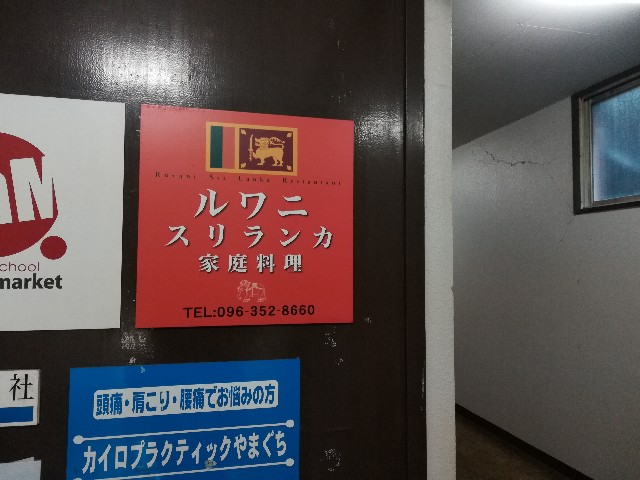 Ruwani Sri Lanka Restaurant
ルワニ
スリランカ
家庭料理
TEL:096-352-8660
AN
school
market
社
頭痛・肩こり・腰痛でお悩みの方
カイロプラクティックやまぐち